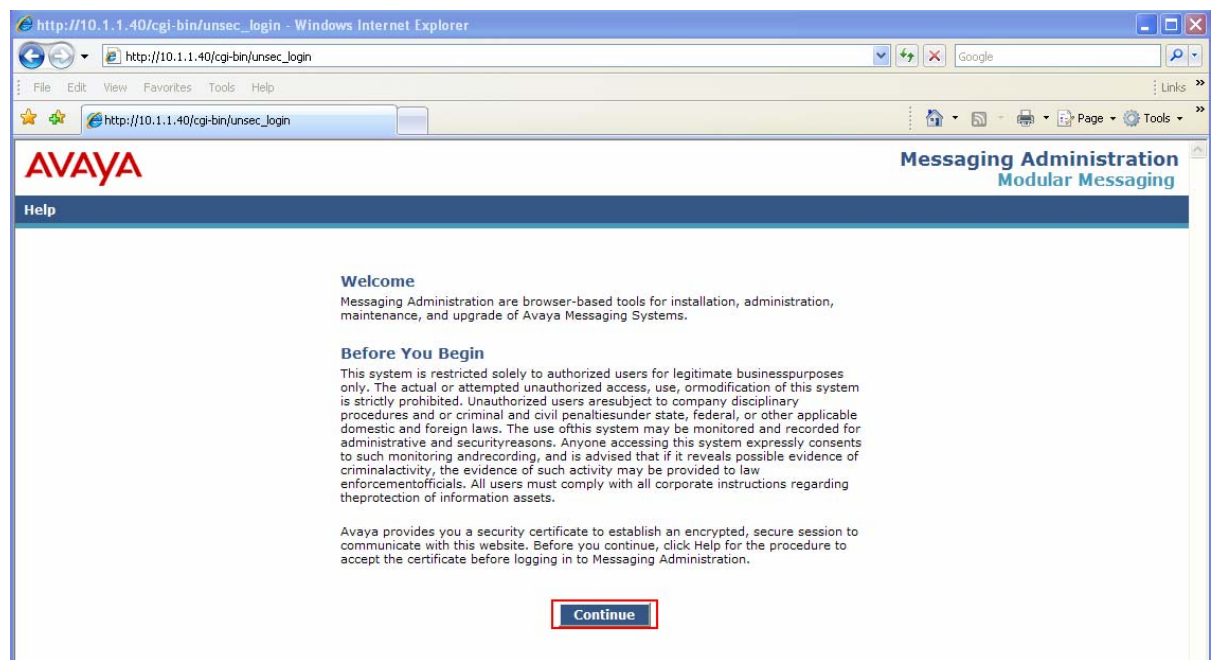 http://10.1.1.40/cgi-bin/unsec_login - Windows Internet Explorer
http://10.1.1.40/cgi-bin/unsec_login
Google
File Edit View Favorites Tools Help
Links »
http://10.1.1.40/cgi-bin/unsec_login
Page Tools »
AVAYA
Messaging Administration
Modular Messaging
Help
Welcome
Messaging Administration are browser-based tools for installation, administration,
maintenance, and upgrade of Avaya Messaging Systems.
Before You Begin
This system is restricted solely to authorized users for legitimate businesspurposes
only. The actual or attempted unauthorized access, use, ormodification of this system
is strictly prohibited. Unauthorized users aresubject to company disciplinary
procedures and or criminal and civil penaltiesunder state, federal, or other applicable
domestic and foreign laws. The use ofthis system may be monitored and recorded for
administrative and securityreasons. Anyone accessing this system expressly consents
to such monitoring andrecording, and is advised that if it reveals possible evidence of
criminalactivity, the evidence of such activity may be provided to law
enforcementofficials. All users must comply with all corporate instructions regarding
theprotection of information assets.
Avaya provides you a security certificate to establish an encrypted, secure session to
communicate with this website. Before you continue, click Help for the procedure to
accept the certificate before logging in to Messaging Administration.
Continue